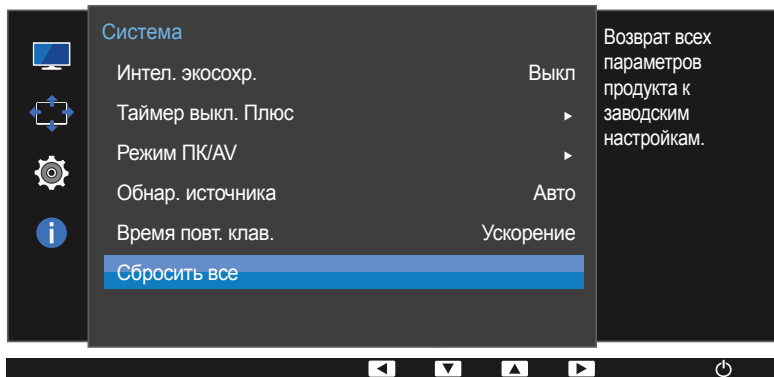 Система
Интел. экосохр. Выкл
Таймер выкл. Плюс
Режим ПК/AV
Обнар. источника Авто
Время повт. клав. Ускорение
Сбросить все
Возврат всех
параметров
продукта к
заводским
настройкам.